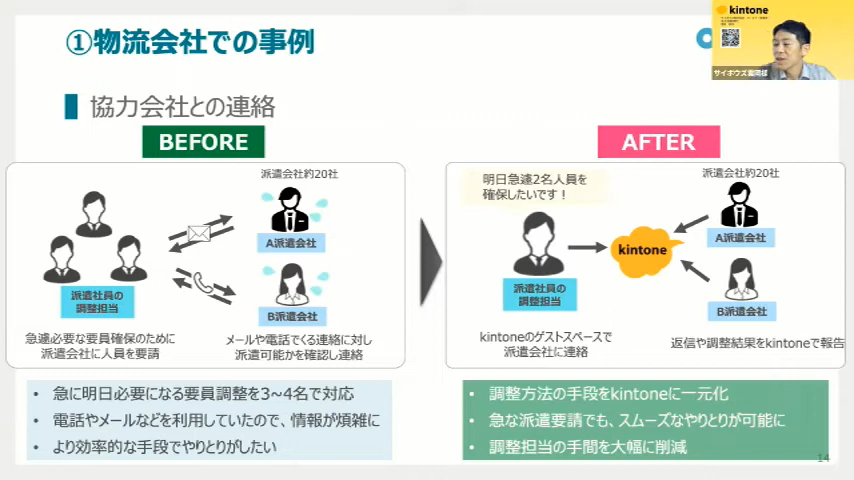 ①物流会社での事例
kintone
協力会社との連絡
BEFORE
派遣会社約20社
A派遣会社
B派遣会社
派遣社員の
調整担当
急遽必要な要員確保のために
派遣会社に人員を要請
メールや電話でくる連絡に対し
派遣可能かを確認し連絡
・ 急に明日必要になる要員調整を3~4名で対応
・ 電話やメールなどを利用していたので、情報が煩雑に
・ より効率的な手段でやりとりがしたい
AFTER
明日急遽2名人員を
確保したいです！
派遣会社約20社
kintone
A派遣会社
B派遣会社
派遣社員の
調整担当
kintoneのゲストスペースで
派遣会社に連絡
返信や調整結果をkintoneで報告
・ 調整方法の手段をkintoneに一元化
・ 急な派遣要請でも、スムーズなやりとりが可能に
・ 調整担当の手間を大幅に削減
14